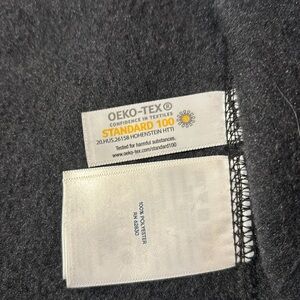 OEKO-TEX®
CONFIDENCE IN TEXTILES
STANDARD 100
20.HUS.26158 HOHENSTEIN HTTI
Tested for harmful substances.
www.oeko-tex.com/standard100
100% POLYESTER